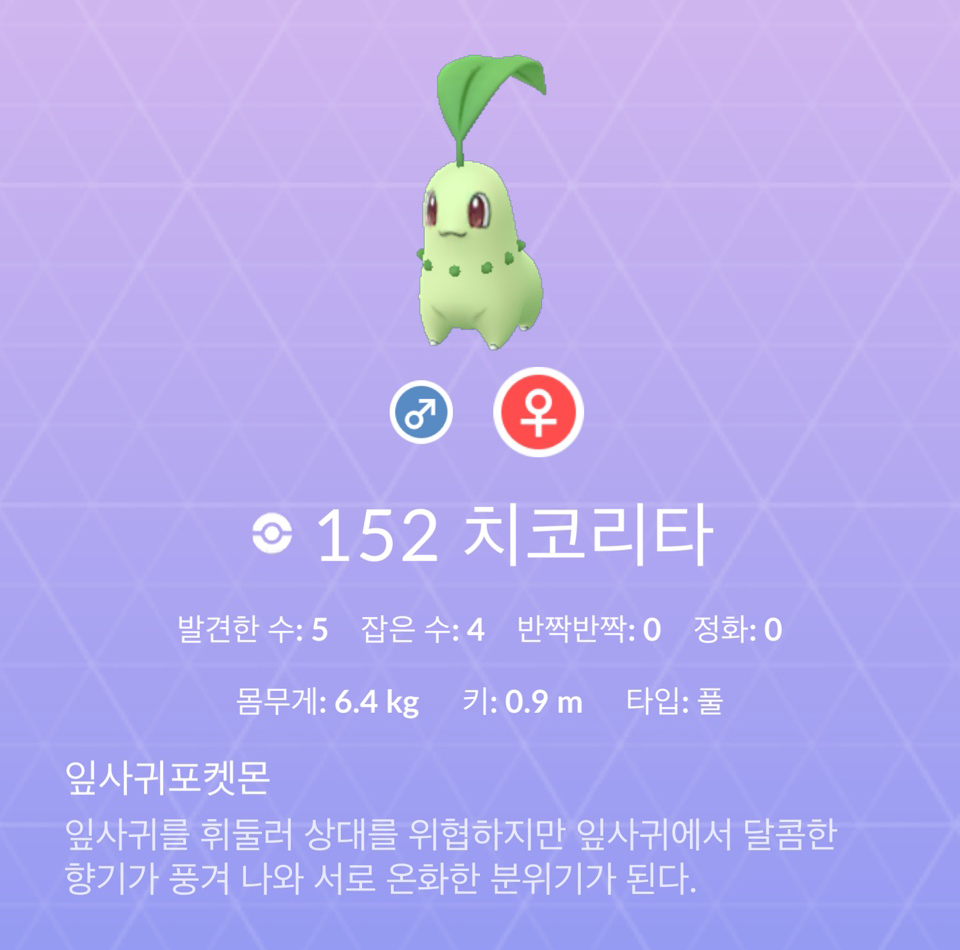 152 치코리타
발견한 수: 5 잡은 수: 4 반짝반짝: 0 정화: 0
몸무게: 6.4 kg 키: 0.9 m 타입: 풀
잎사귀포켓몬
잎사귀를 휘둘러 상대를 위협하지만 잎사귀에서 달콤한
향기가 풍겨 나와 서로 온화한 분위기가 된다.